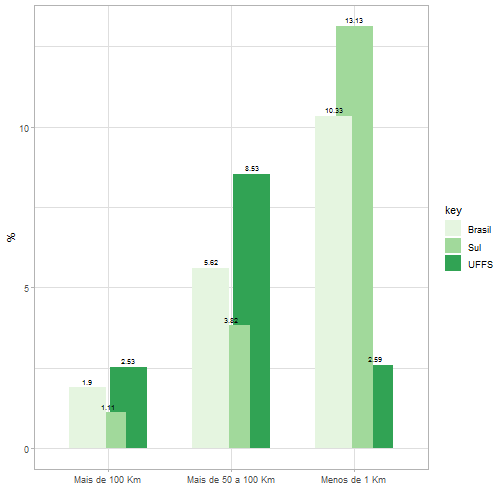 13.13
10.33
10
8.53
key
Brasil
Sul
UFFS
%
5.62
5
3.82
2.53
2.59
1.9
1.11
0
Mais de 100 Km
Mais de 50 a 100 Km
Menos de 1 Km